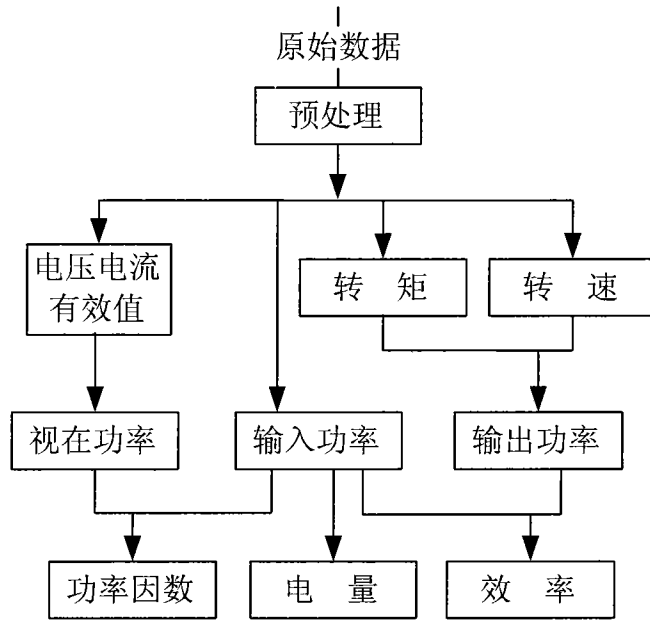 原始数据
预处理
电压电流
有效值
转 矩
转 速
视在功率
输入功率
输出功率
功率因数
电 量
效 率